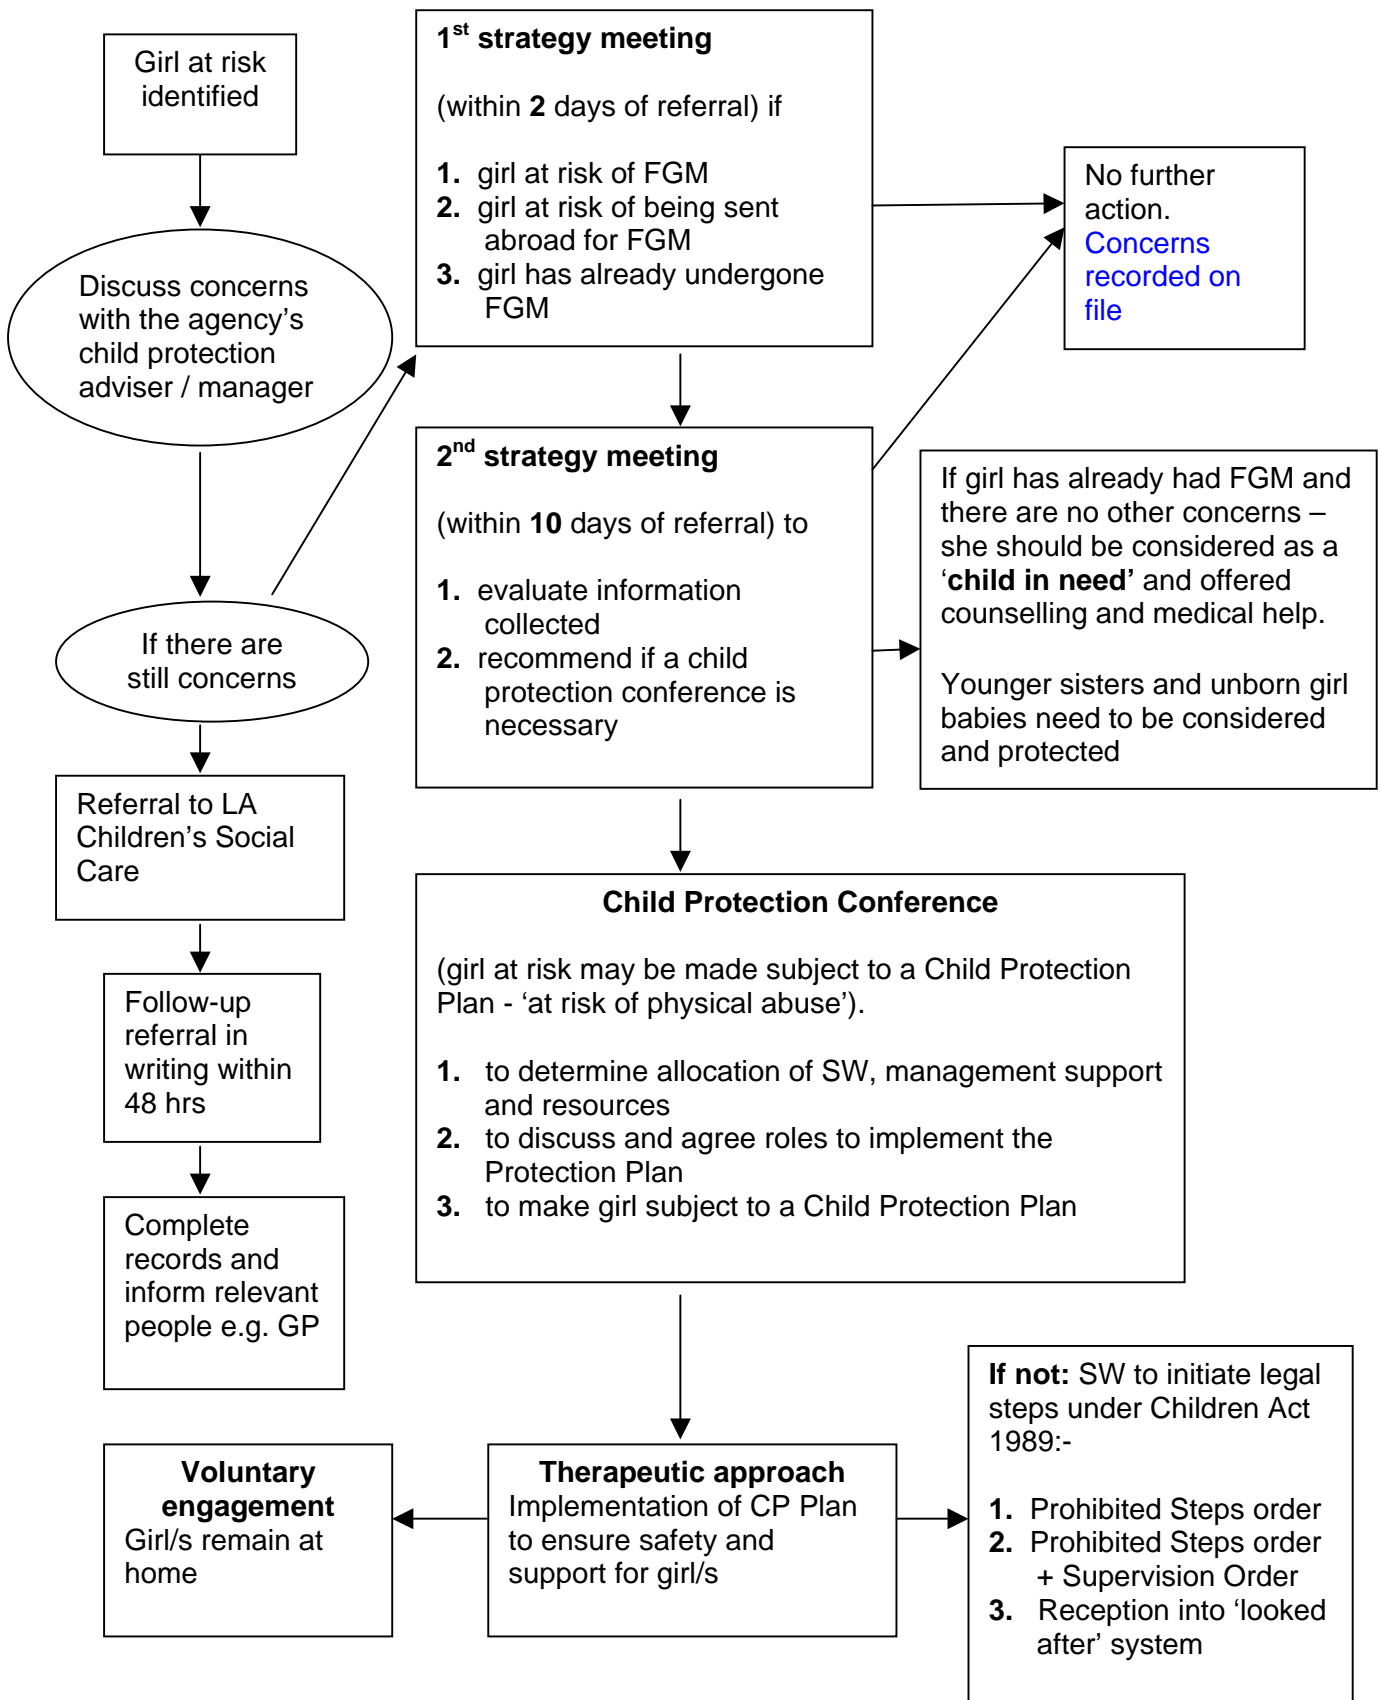 Girl at risk
identified
Discuss concerns
with the agency’s
child protection
adviser / manager
If there are
still concerns
Referral to LA
Children’s Social
Care
Follow-up
referral in
writing within
48 hrs
Complete
records and
inform relevant
people e.g. GP
1st strategy meeting
(within 2 days of referral) if
1. girl at risk of FGM
2. girl at risk of being sent
abroad for FGM
3. girl has already undergone
FGM
No further
action.
Concerns
recorded on
file
2nd strategy meeting
(within 10 days of referral) to
1. evaluate information
collected
2. recommend if a child
protection conference is
necessary
If girl has already had FGM and
there are no other concerns –
she should be considered as a
‘child in need’ and offered
counselling and medical help.
Younger sisters and unborn girl
babies need to be considered
and protected
Child Protection Conference
(girl at risk may be made subject to a Child Protection
Plan - ‘at risk of physical abuse’).
1. to determine allocation of SW, management support
and resources
2. to discuss and agree roles to implement the
Protection Plan
3. to make girl subject to a Child Protection Plan
Voluntary
engagement
Girl/s remain at
home
Therapeutic approach
Implementation of CP Plan
to ensure safety and
support for girl/s
If not: SW to initiate legal
steps under Children Act
1989:-
1. Prohibited Steps order
2. Prohibited Steps order
+ Supervision Order
3. Reception into ‘looked
after’ system